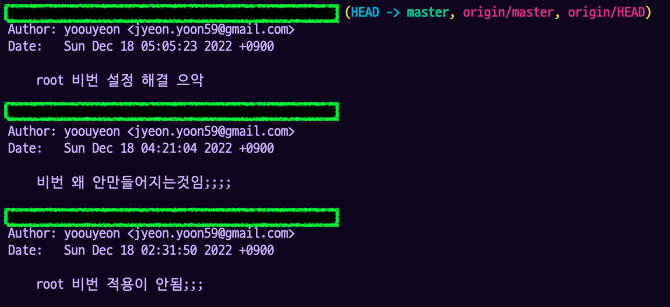 (HEAD -> master, origin/master, origin/HEAD)
Author: yoouyeon <jyeon.yoon59@gmail.com>
Date:   Sun Dec 18 05:05:23 2022 +0900
root 비번 설정 해결 으악
Author: yoouyeon <jyeon.yoon59@gmail.com>
Date:   Sun Dec 18 04:21:04 2022 +0900
비번 왜 안만들어지는것임;;;;
Author: yoouyeon <jyeon.yoon59@gmail.com>
Date:   Sun Dec 18 02:31:50 2022 +0900
root 비번 적용이 안됨;;;